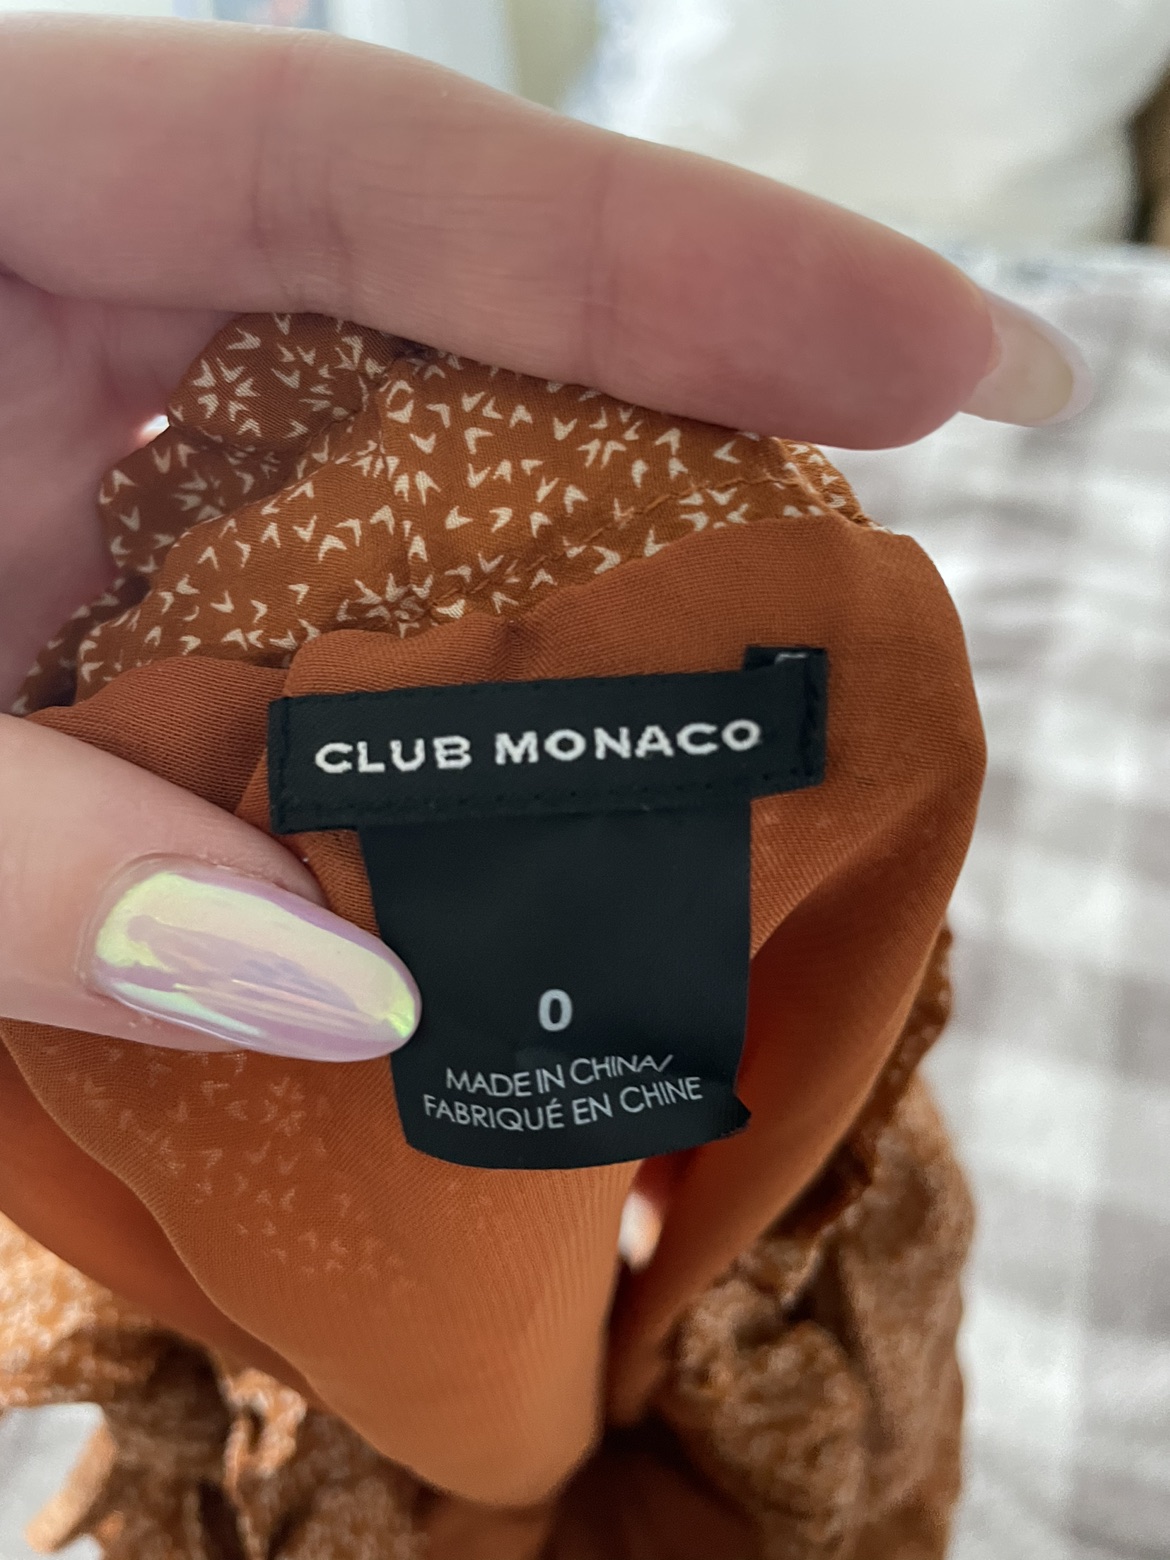 CLUB MONACO
0
MADE IN CHINA/
FABRIQUÉ EN CHINE